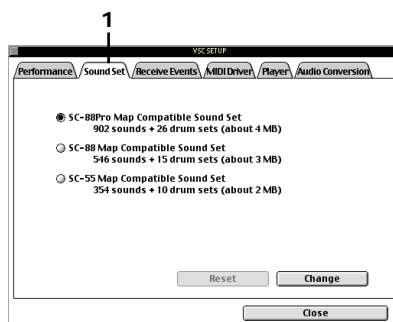 1
VSC SETUP
Performance Sound Set Receive Events MIDI Driver Player Audio Conversion
SC-88Pro Map Compatible Sound Set
902 sounds + 26 drum sets (about 4 MB)
SC-88 Map Compatible Sound Set
546 sounds + 15 drum sets (about 3 MB)
SC-55 Map Compatible Sound Set
354 sounds + 10 drum sets (about 2 MB)
Reset Change
Close